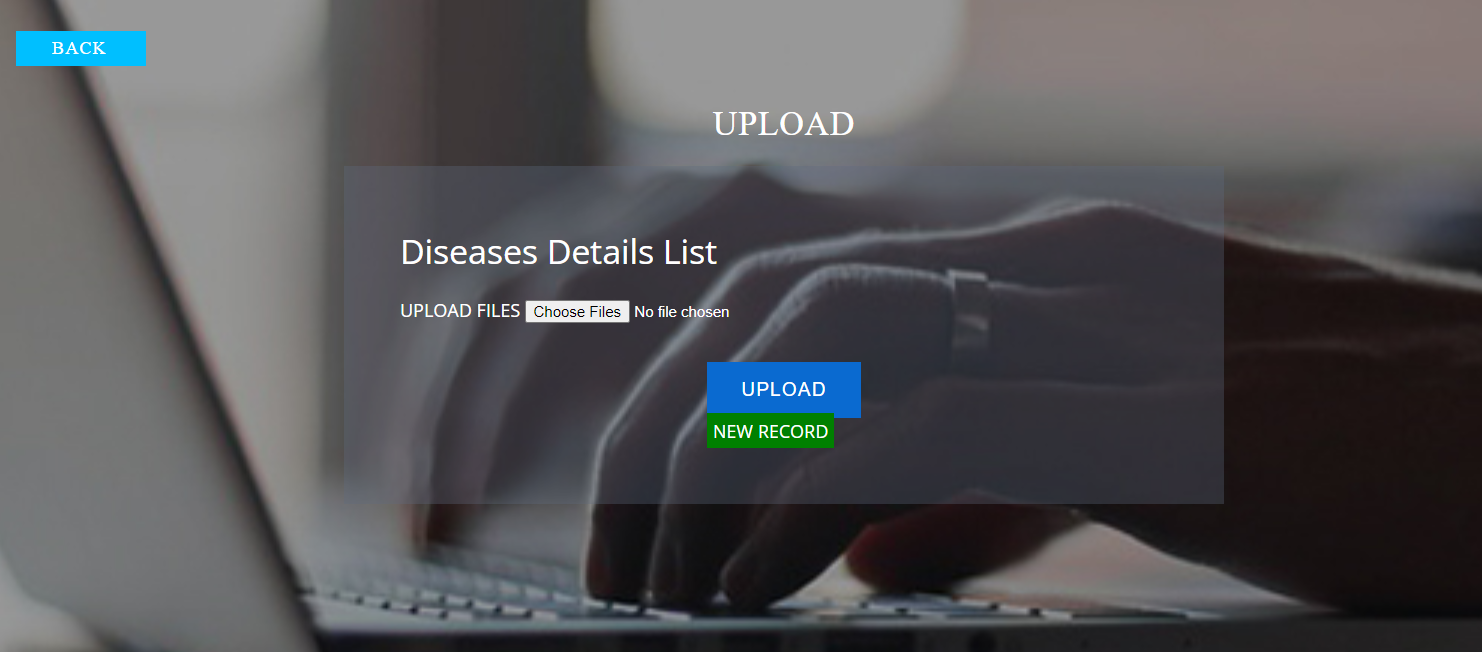 BACK
UPLOAD
Diseases Details List
UPLOAD FILES Choose Files No file chosen
UPLOAD
NEW RECORD